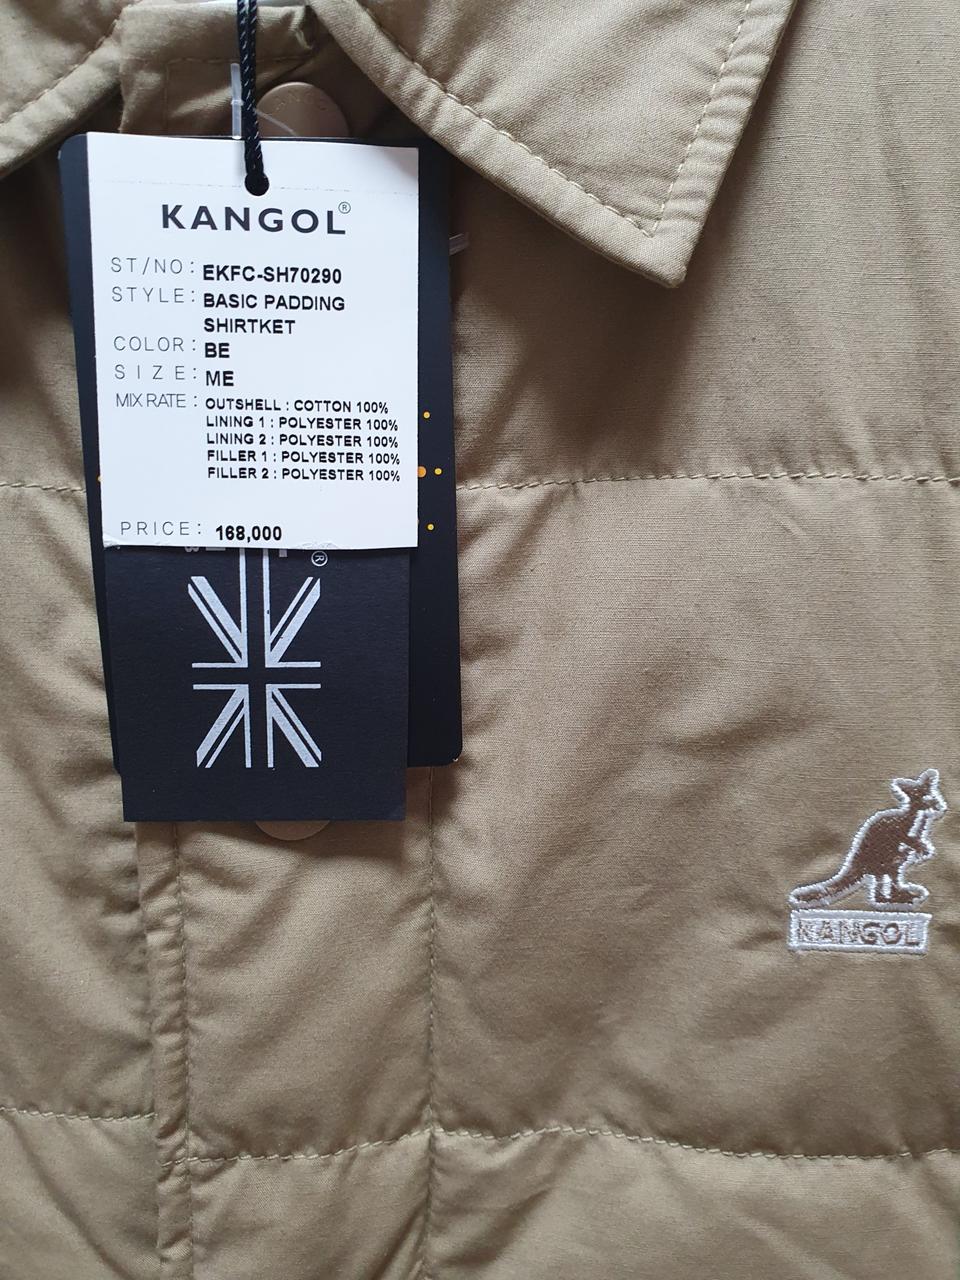 KANGOL®
ST/NO: EKFC-SH70290
STYLE: BASIC PADDING
SHIRTKET
COLOR: BE
SIZE: ME
MIX RATE: OUTSHELL : COTTON 100%
LINING 1 : POLYESTER 100%
LINING 2 : POLYESTER 100%
FILLER 1 : POLYESTER 100%
FILLER 2 : POLYESTER 100%
PRICE: 168,000
®
KANGOL